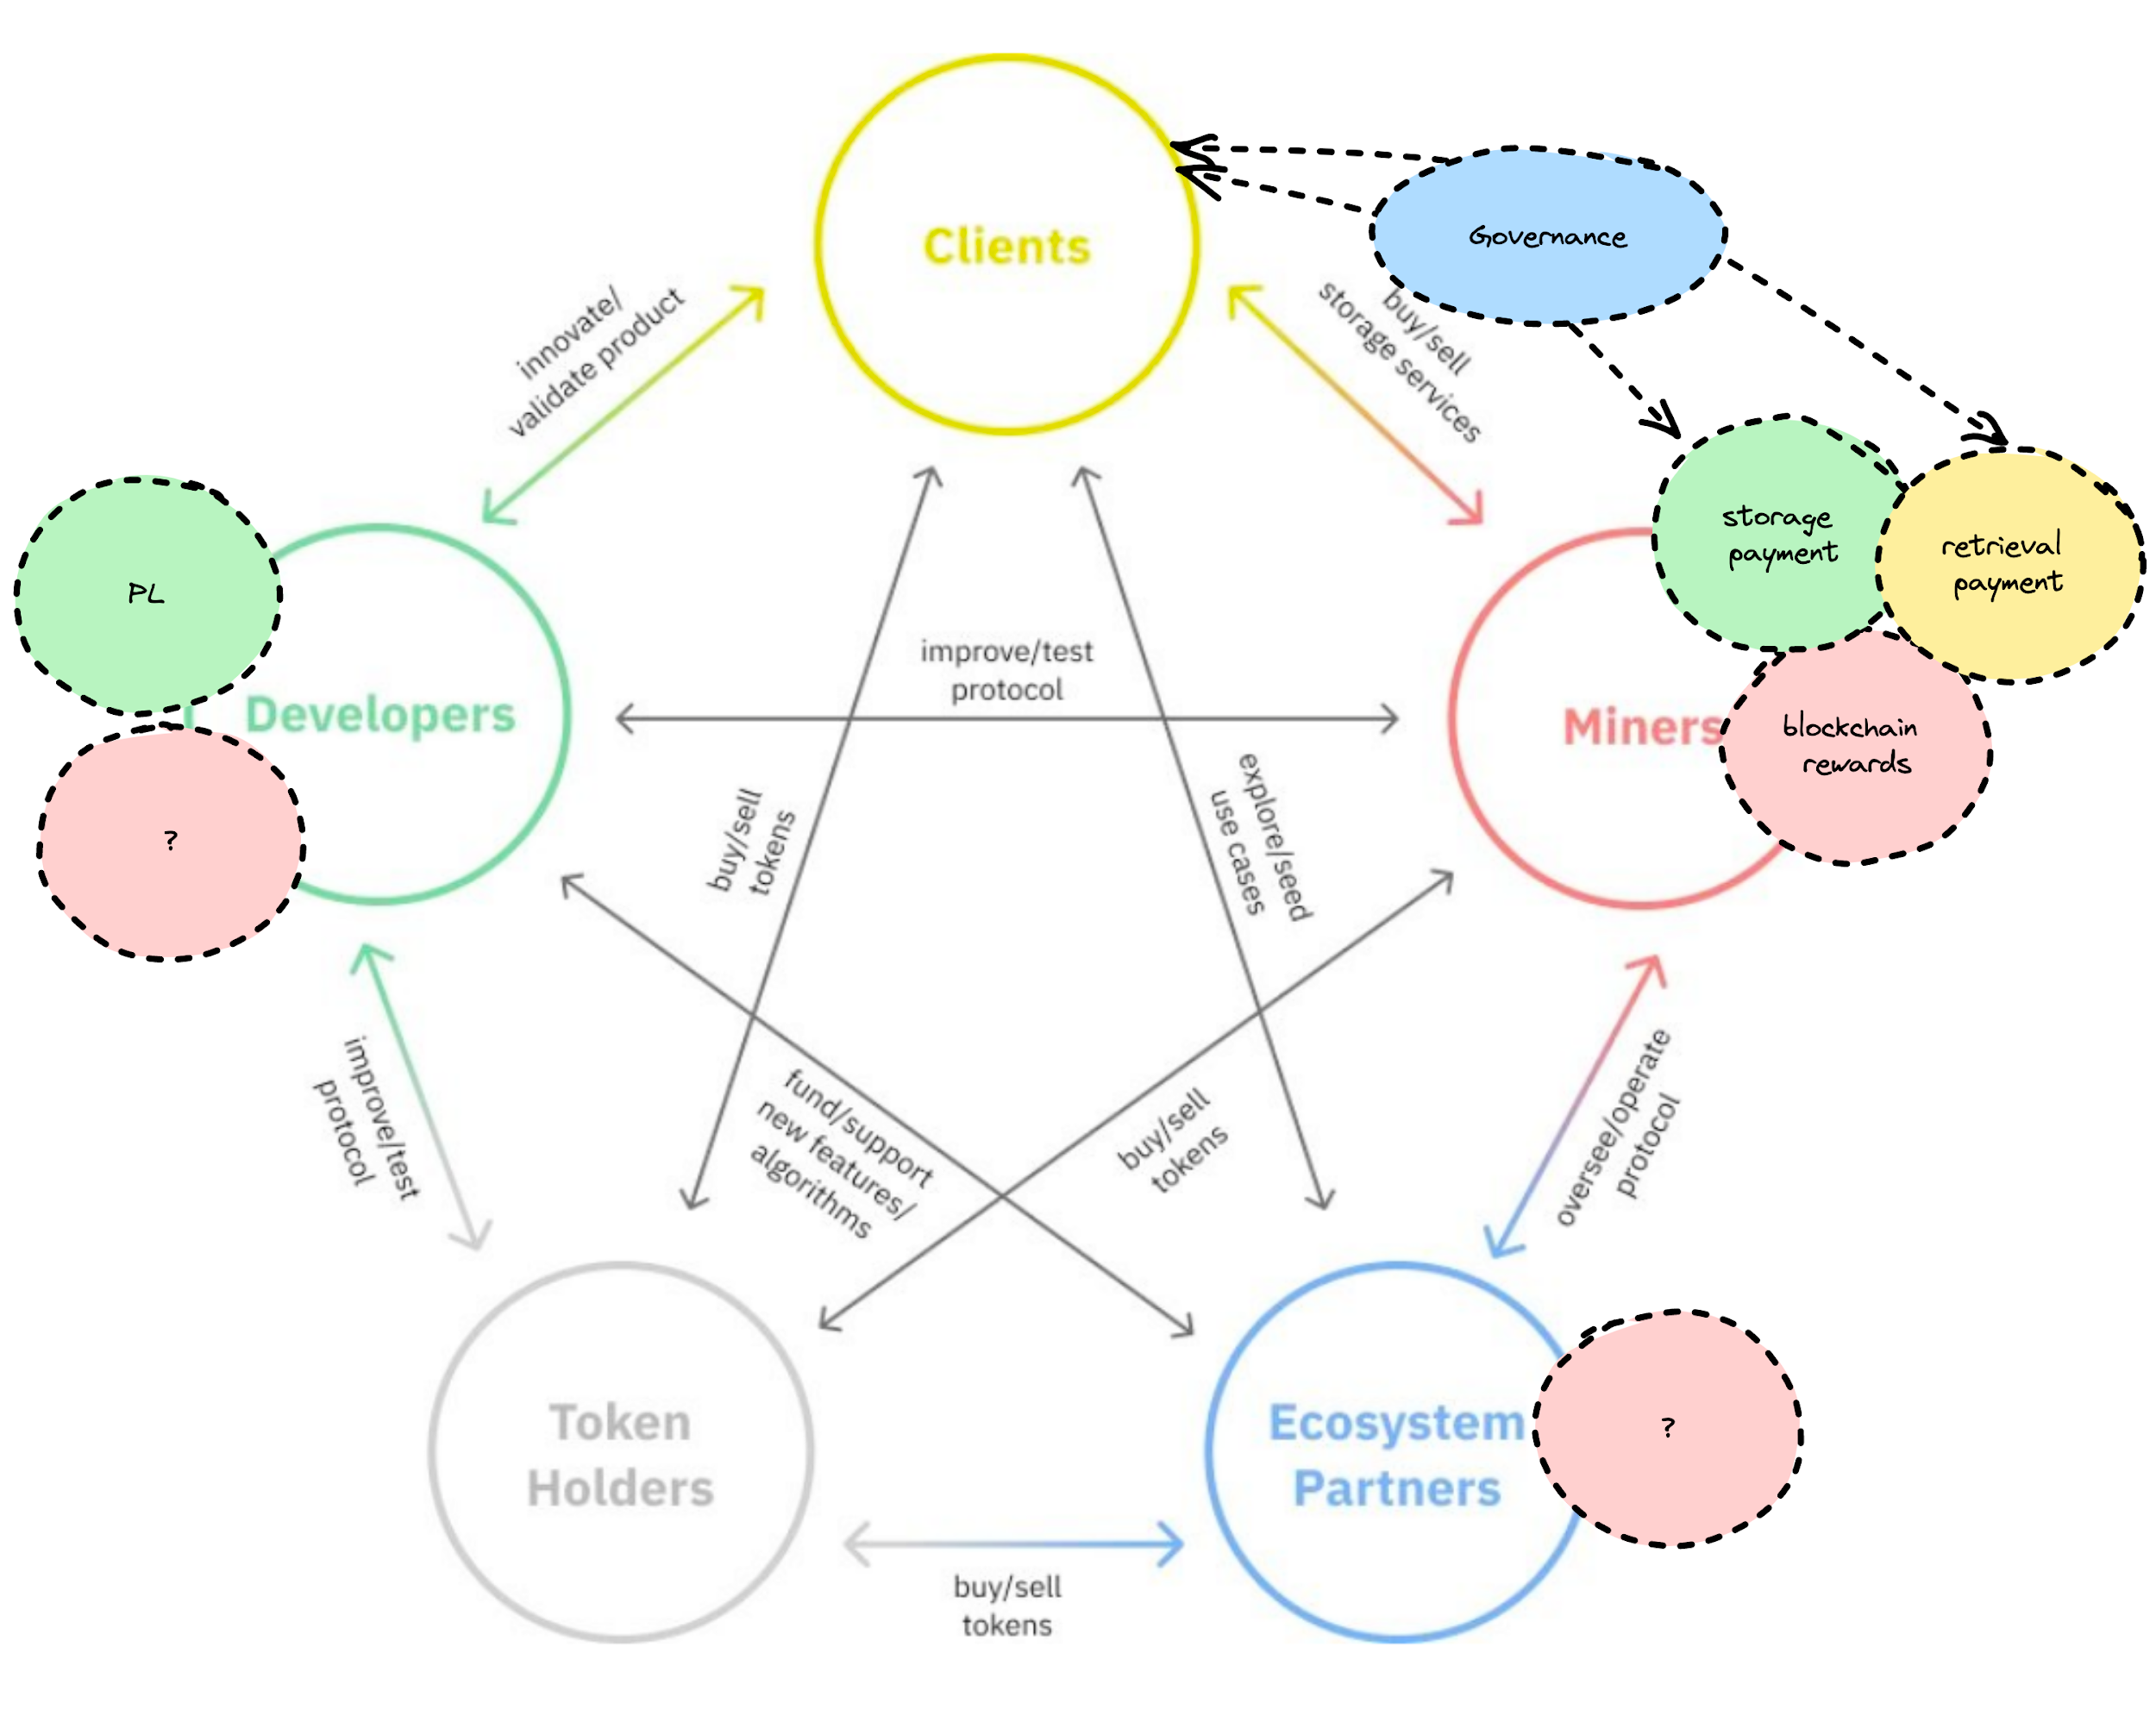 Clients
Governance
innovate/
validate product
buy/sell
storage services
storage
payment
retrieval
payment
PL
Developers
improve/test
protocol
Miners
blockchain
rewards
?
buy/sell
tokens
explore/seed
use cases
improve/test
protocol
fund/support
new features/
algorithms
buy/sell
tokens
oversee/operate
protocol
Token
Holders
Ecosystem
Partners
?
buy/sell
tokens